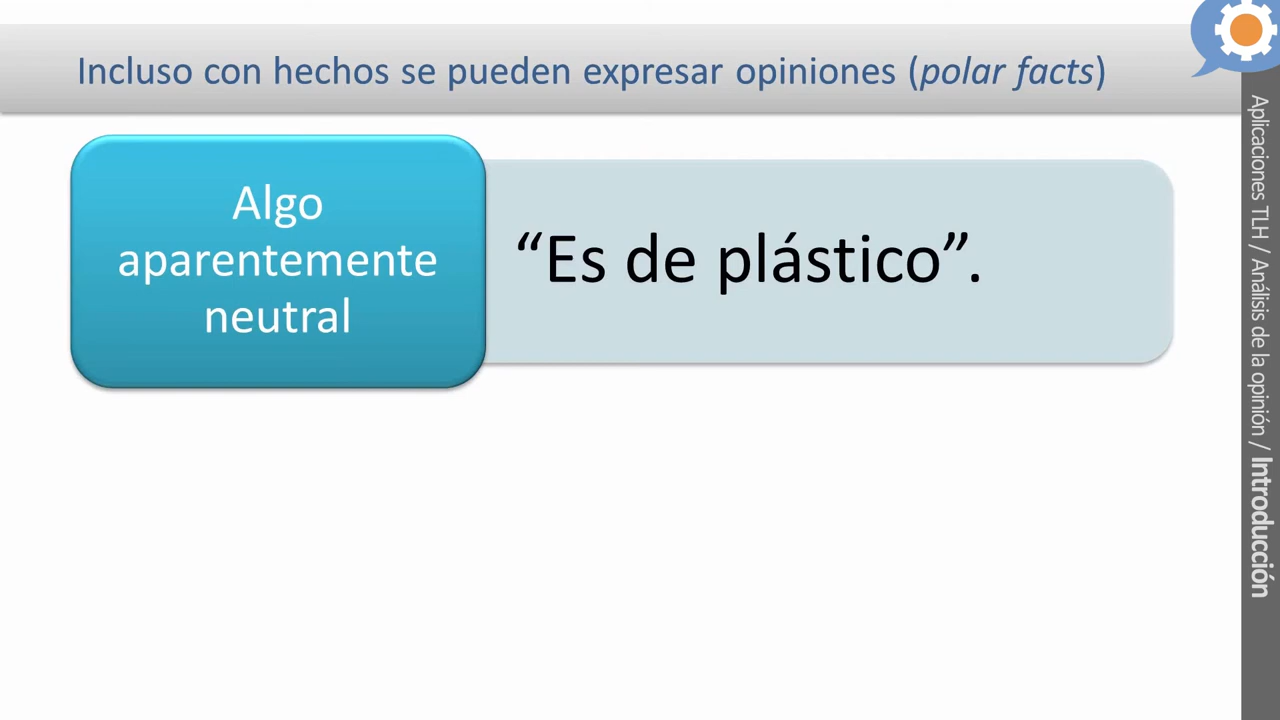 Incluso con hechos se pueden expresar opiniones (polar facts)
Algo
aparentemente
neutral
“Es de plástico”.
Aplicaciones TLH / Análisis de la opinión / Introducción